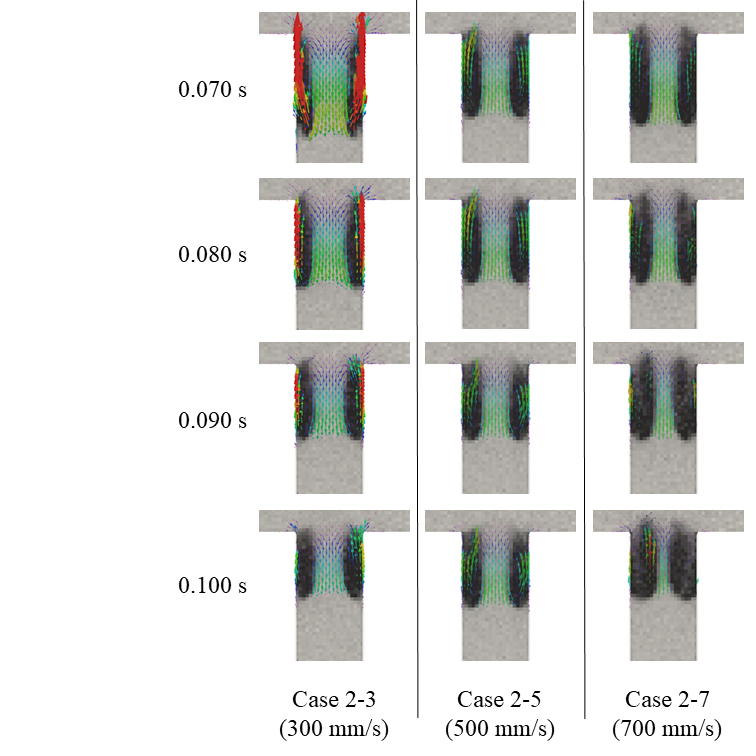 0.070 s
0.080 s
0.090 s
0.100 s
Case 2-3
(300 mm/s)
Case 2-5
(500 mm/s)
Case 2-7
(700 mm/s)